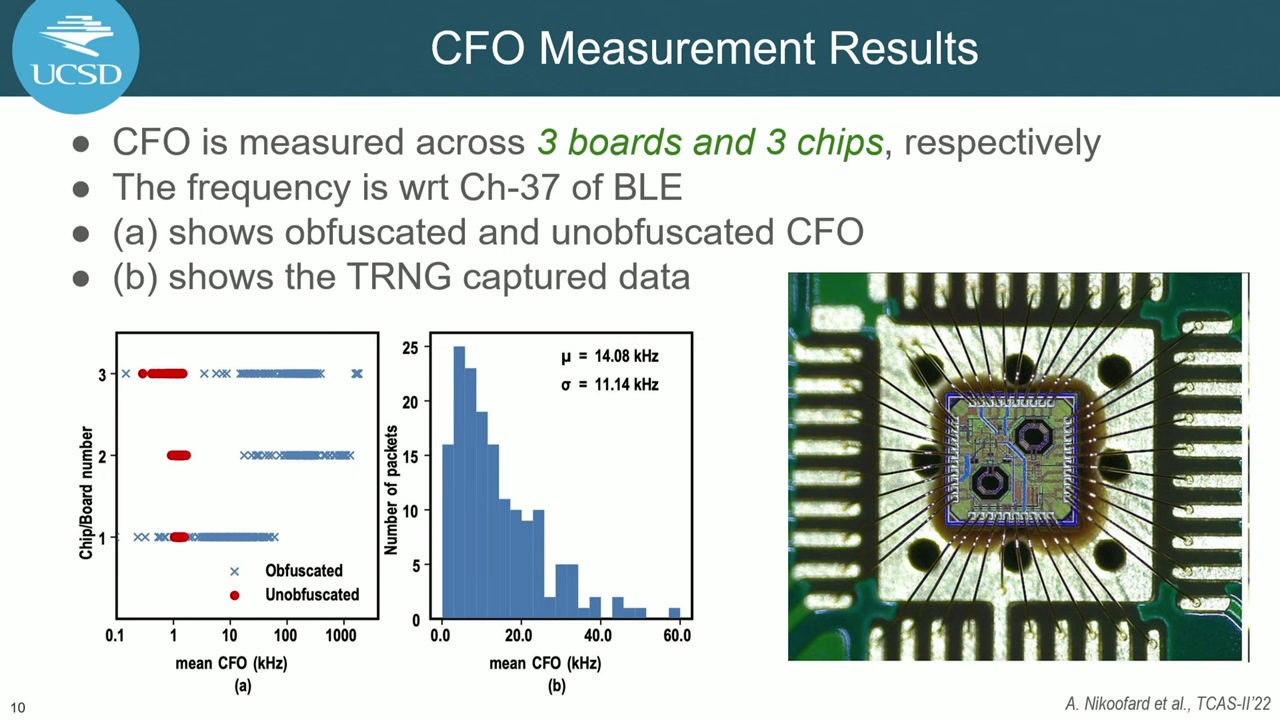 UCSD
CFO Measurement Results
● CFO is measured across 3 boards and 3 chips, respectively
● The frequency is wrt Ch-37 of BLE
● (a) shows obfuscated and unobfuscated CFO
● (b) shows the TRNG captured data
Chip/Board number
3
2
1
Obfuscated
Unobfuscated
0.1 1 10 100 1000
mean CFO (kHz)
(a)
Number of packets
25
20
15
10
5
0
μ = 14.08 kHz
σ = 11.14 kHz
0.0 20.0 40.0 60.0
mean CFO (kHz)
(b)
10
A. Nikoofard et al., TCAS-II'22